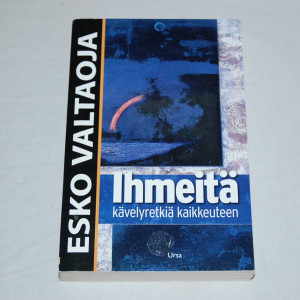 ESKO VALTAOJA
Ihmeitä
kävelyretkiä kaikkeuteen
Ursa